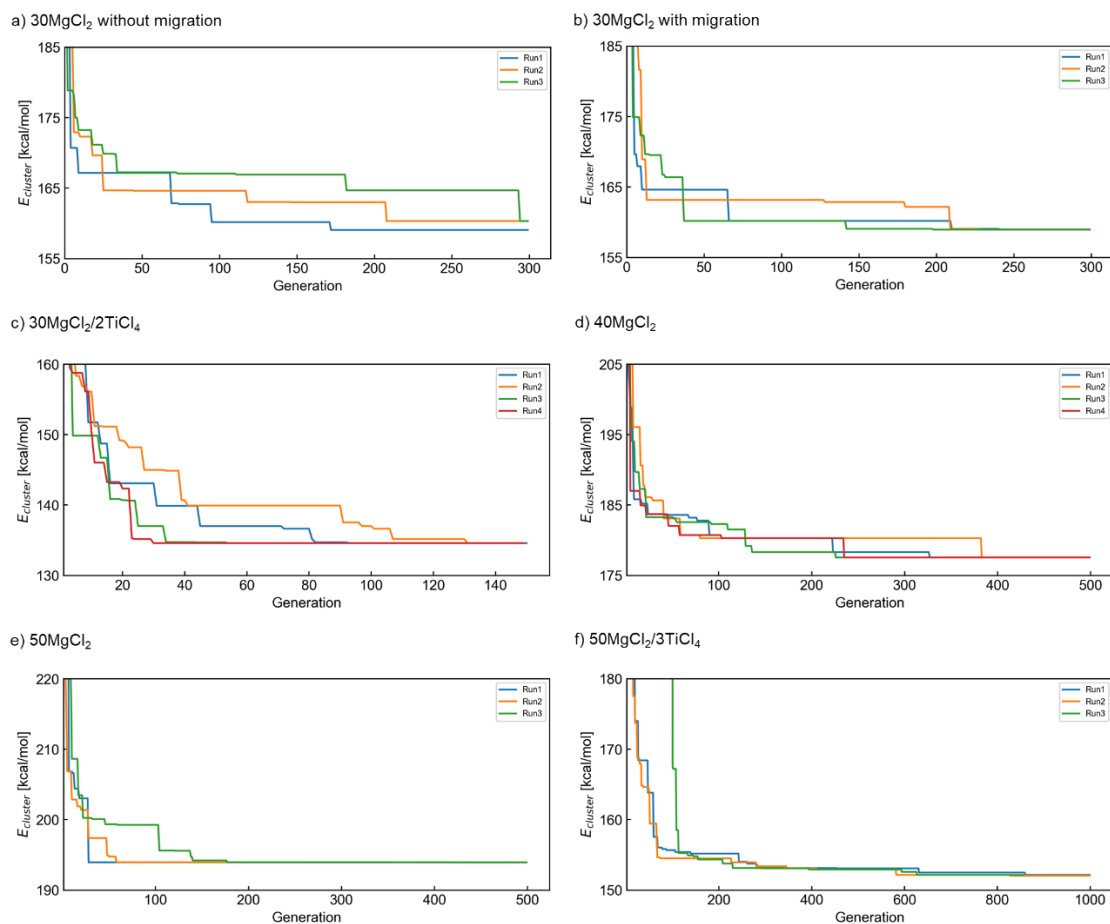 a) 30MgCl2 without migration
185
175
165
155
E_cluster [kcal/mol]
Run1
Run2
Run3
0 50 100 150 200 250 300
Generation
b) 30MgCl2 with migration
185
175
165
155
E_cluster [kcal/mol]
Run1
Run2
Run3
0 50 100 150 200 250 300
Generation
c) 30MgCl2/2TiCl4
160
150
140
130
E_cluster [kcal/mol]
Run1
Run2
Run3
Run4
20 40 60 80 100 120 140
Generation
d) 40MgCl2
205
195
185
175
E_cluster [kcal/mol]
Run1
Run2
Run3
Run4
100 200 300 400 500
Generation
e) 50MgCl2
220
210
200
190
E_cluster [kcal/mol]
Run1
Run2
Run3
100 200 300 400 500
Generation
f) 50MgCl2/3TiCl4
180
170
160
150
E_cluster [kcal/mol]
Run1
Run2
Run3
200 400 600 800 1000
Generation